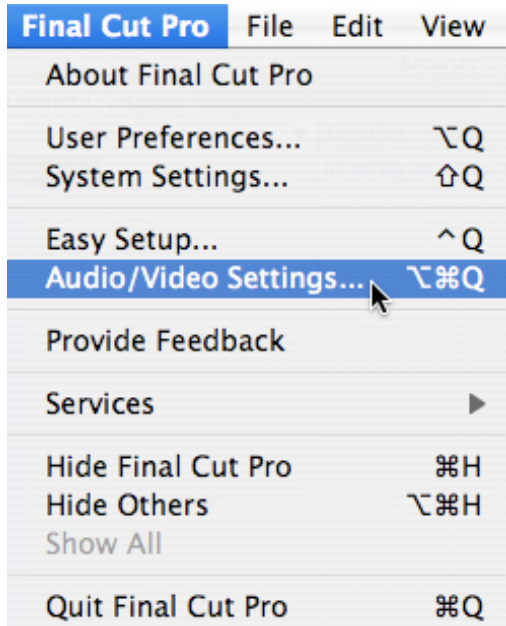 Final Cut Pro File Edit View
About Final Cut Pro
User Preferences... ⌥Q
System Settings... ⇧Q
Easy Setup... ^Q
Audio/Video Settings... ⌥⌘Q
Provide Feedback
Services
Hide Final Cut Pro ⌘H
Hide Others ⌥⌘H
Show All
Quit Final Cut Pro ⌘Q